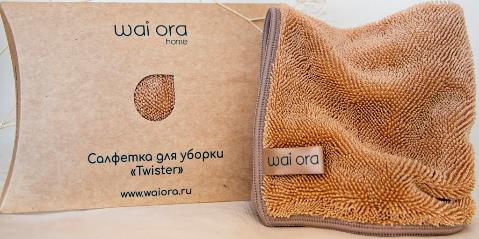 wai ora
home
Салфетка для уборки
«Twister»
www.waiora.ru
wai ora